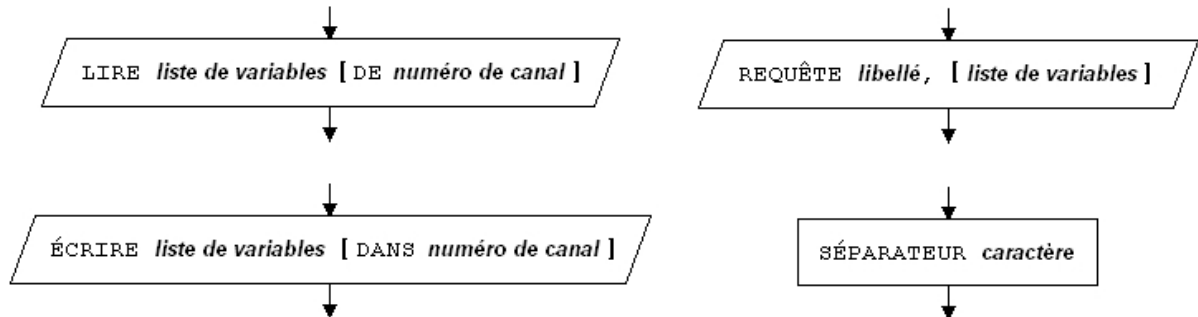 LIRE liste de variables [ DE numéro de canal ]
REQUÊTE libellé, [ liste de variables ]
ÉCRIRE liste de variables [ DANS numéro de canal ]
SÉPARATEUR caractère